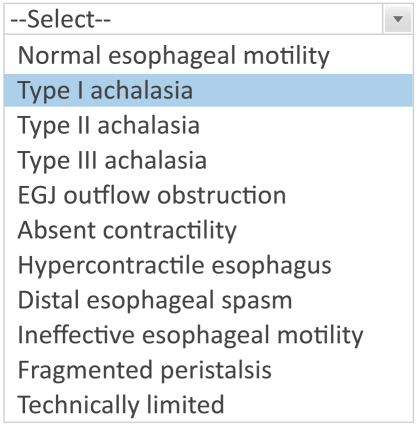 --Select--
Normal esophageal motility
Type I achalasia
Type II achalasia
Type III achalasia
EGJ outflow obstruction
Absent contractility
Hypercontractile esophagus
Distal esophageal spasm
Ineffective esophageal motility
Fragmented peristalsis
Technically limited